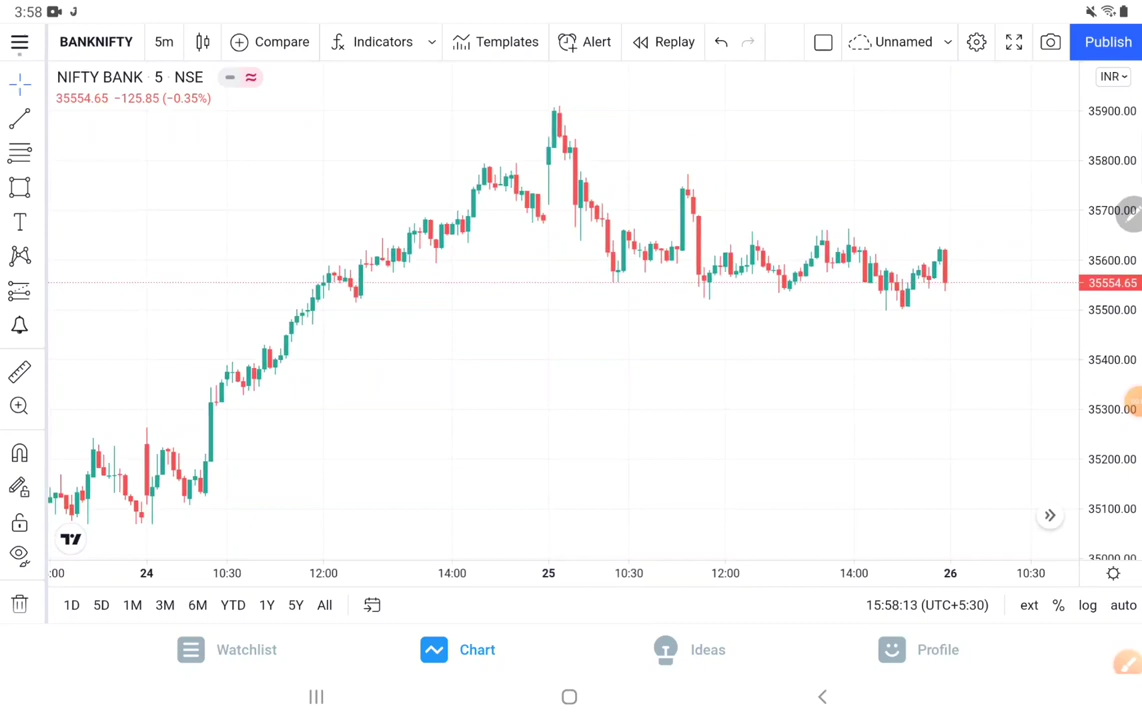 3:58
BANKNIFTY 5m Compare Indicators Templates Alert Replay Unnamed Publish
NIFTY BANK · 5 · NSE
35554.65 −125.85 (−0.35%)
INR
35900.00
35800.00
35700.00
35600.00
35554.65
35500.00
35400.00
35300.00
35200.00
35100.00
35000.00
:00 24 10:30 12:00 14:00 25 10:30 12:00 14:00 26 10:30
1D 5D 1M 3M 6M YTD 1Y 5Y All 15:58:13 (UTC+5:30) ext % log auto
Watchlist Chart Ideas Profile